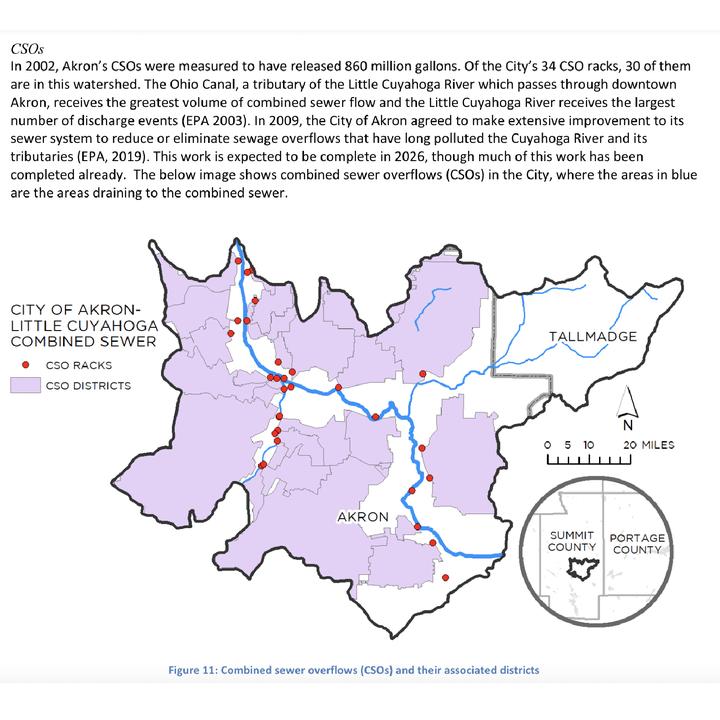 CSOs
In 2002, Akron's CSOs were measured to have released 860 million gallons. Of the City's 34 CSO racks, 30 of them
are in this watershed. The Ohio Canal, a tributary of the Little Cuyahoga River which passes through downtown
Akron, receives the greatest volume of combined sewer flow and the Little Cuyahoga River receives the largest
number of discharge events (EPA 2003). In 2009, the City of Akron agreed to make extensive improvement to its
sewer system to reduce or eliminate sewage overflows that have long polluted the Cuyahoga River and its
tributaries (EPA, 2019). This work is expected to be complete in 2026, though much of this work has been
completed already.  The below image shows combined sewer overflows (CSOs) in the City, where the areas in blue
are the areas draining to the combined sewer.
CITY OF AKRON-
LITTLE CUYAHOGA
COMBINED SEWER
CSO RACKS
CSO DISTRICTS
TALLMADGE
N
0 5 10 20 MILES
AKRON
SUMMIT
COUNTY
PORTAGE
COUNTY
Figure 11: Combined sewer overflows (CSOs) and their associated districts